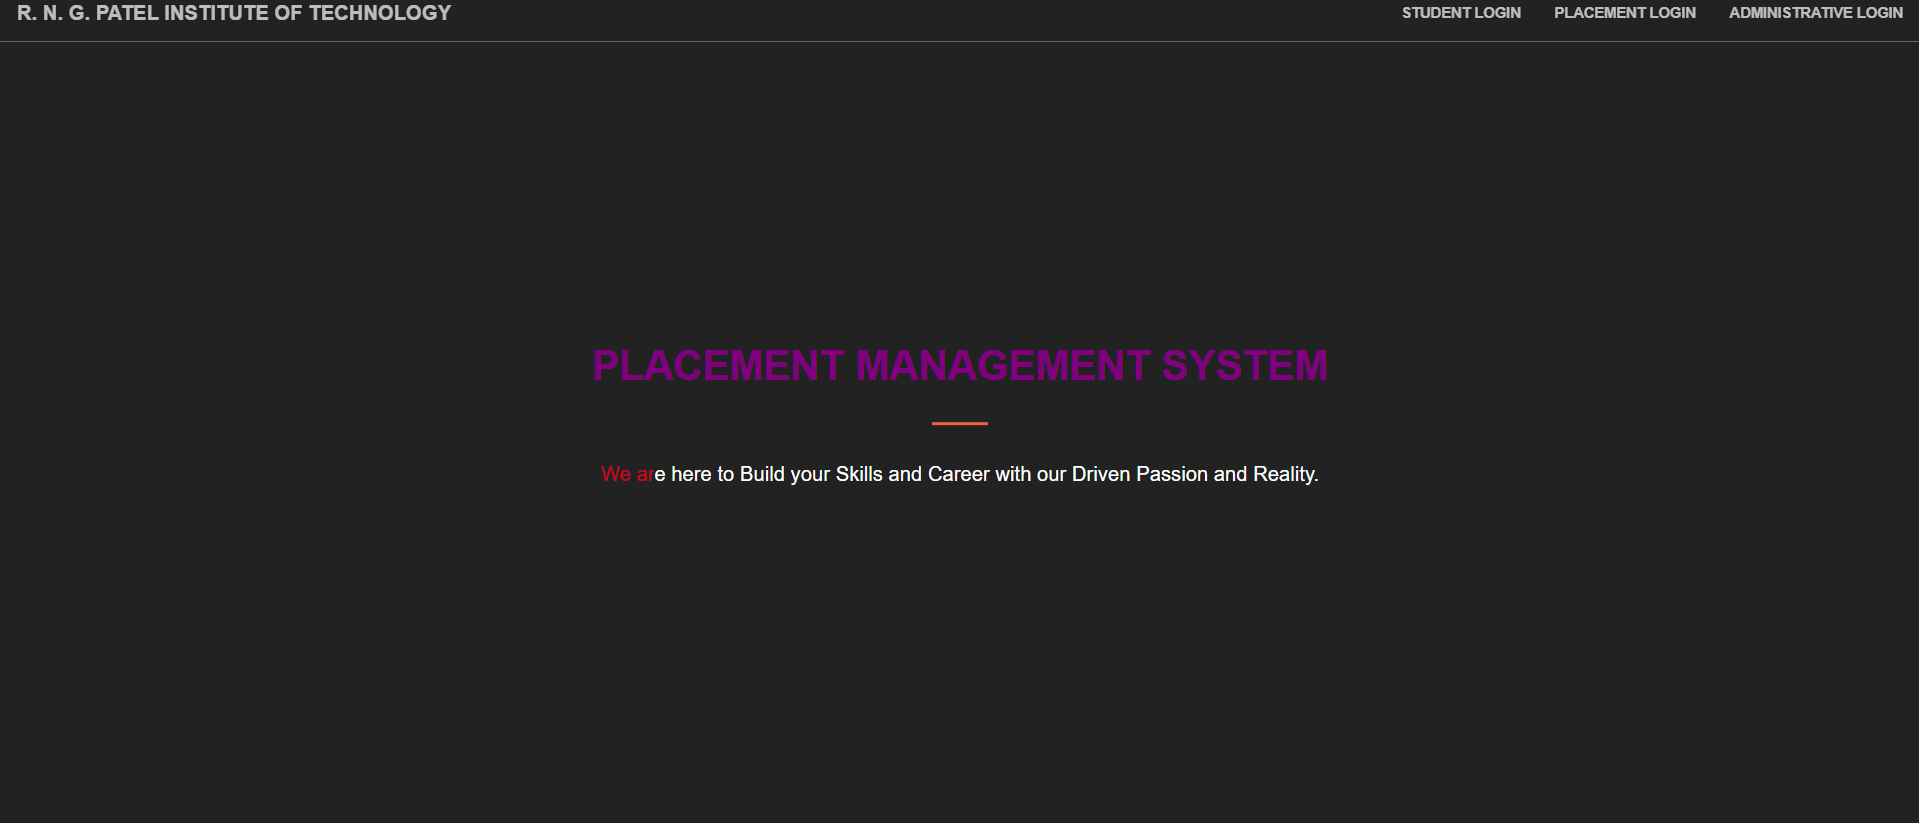 R. N. G. PATEL INSTITUTE OF TECHNOLOGY
STUDENT LOGIN PLACEMENT LOGIN ADMINISTRATIVE LOGIN
PLACEMENT MANAGEMENT SYSTEM
We are here to Build your Skills and Career with our Driven Passion and Reality.